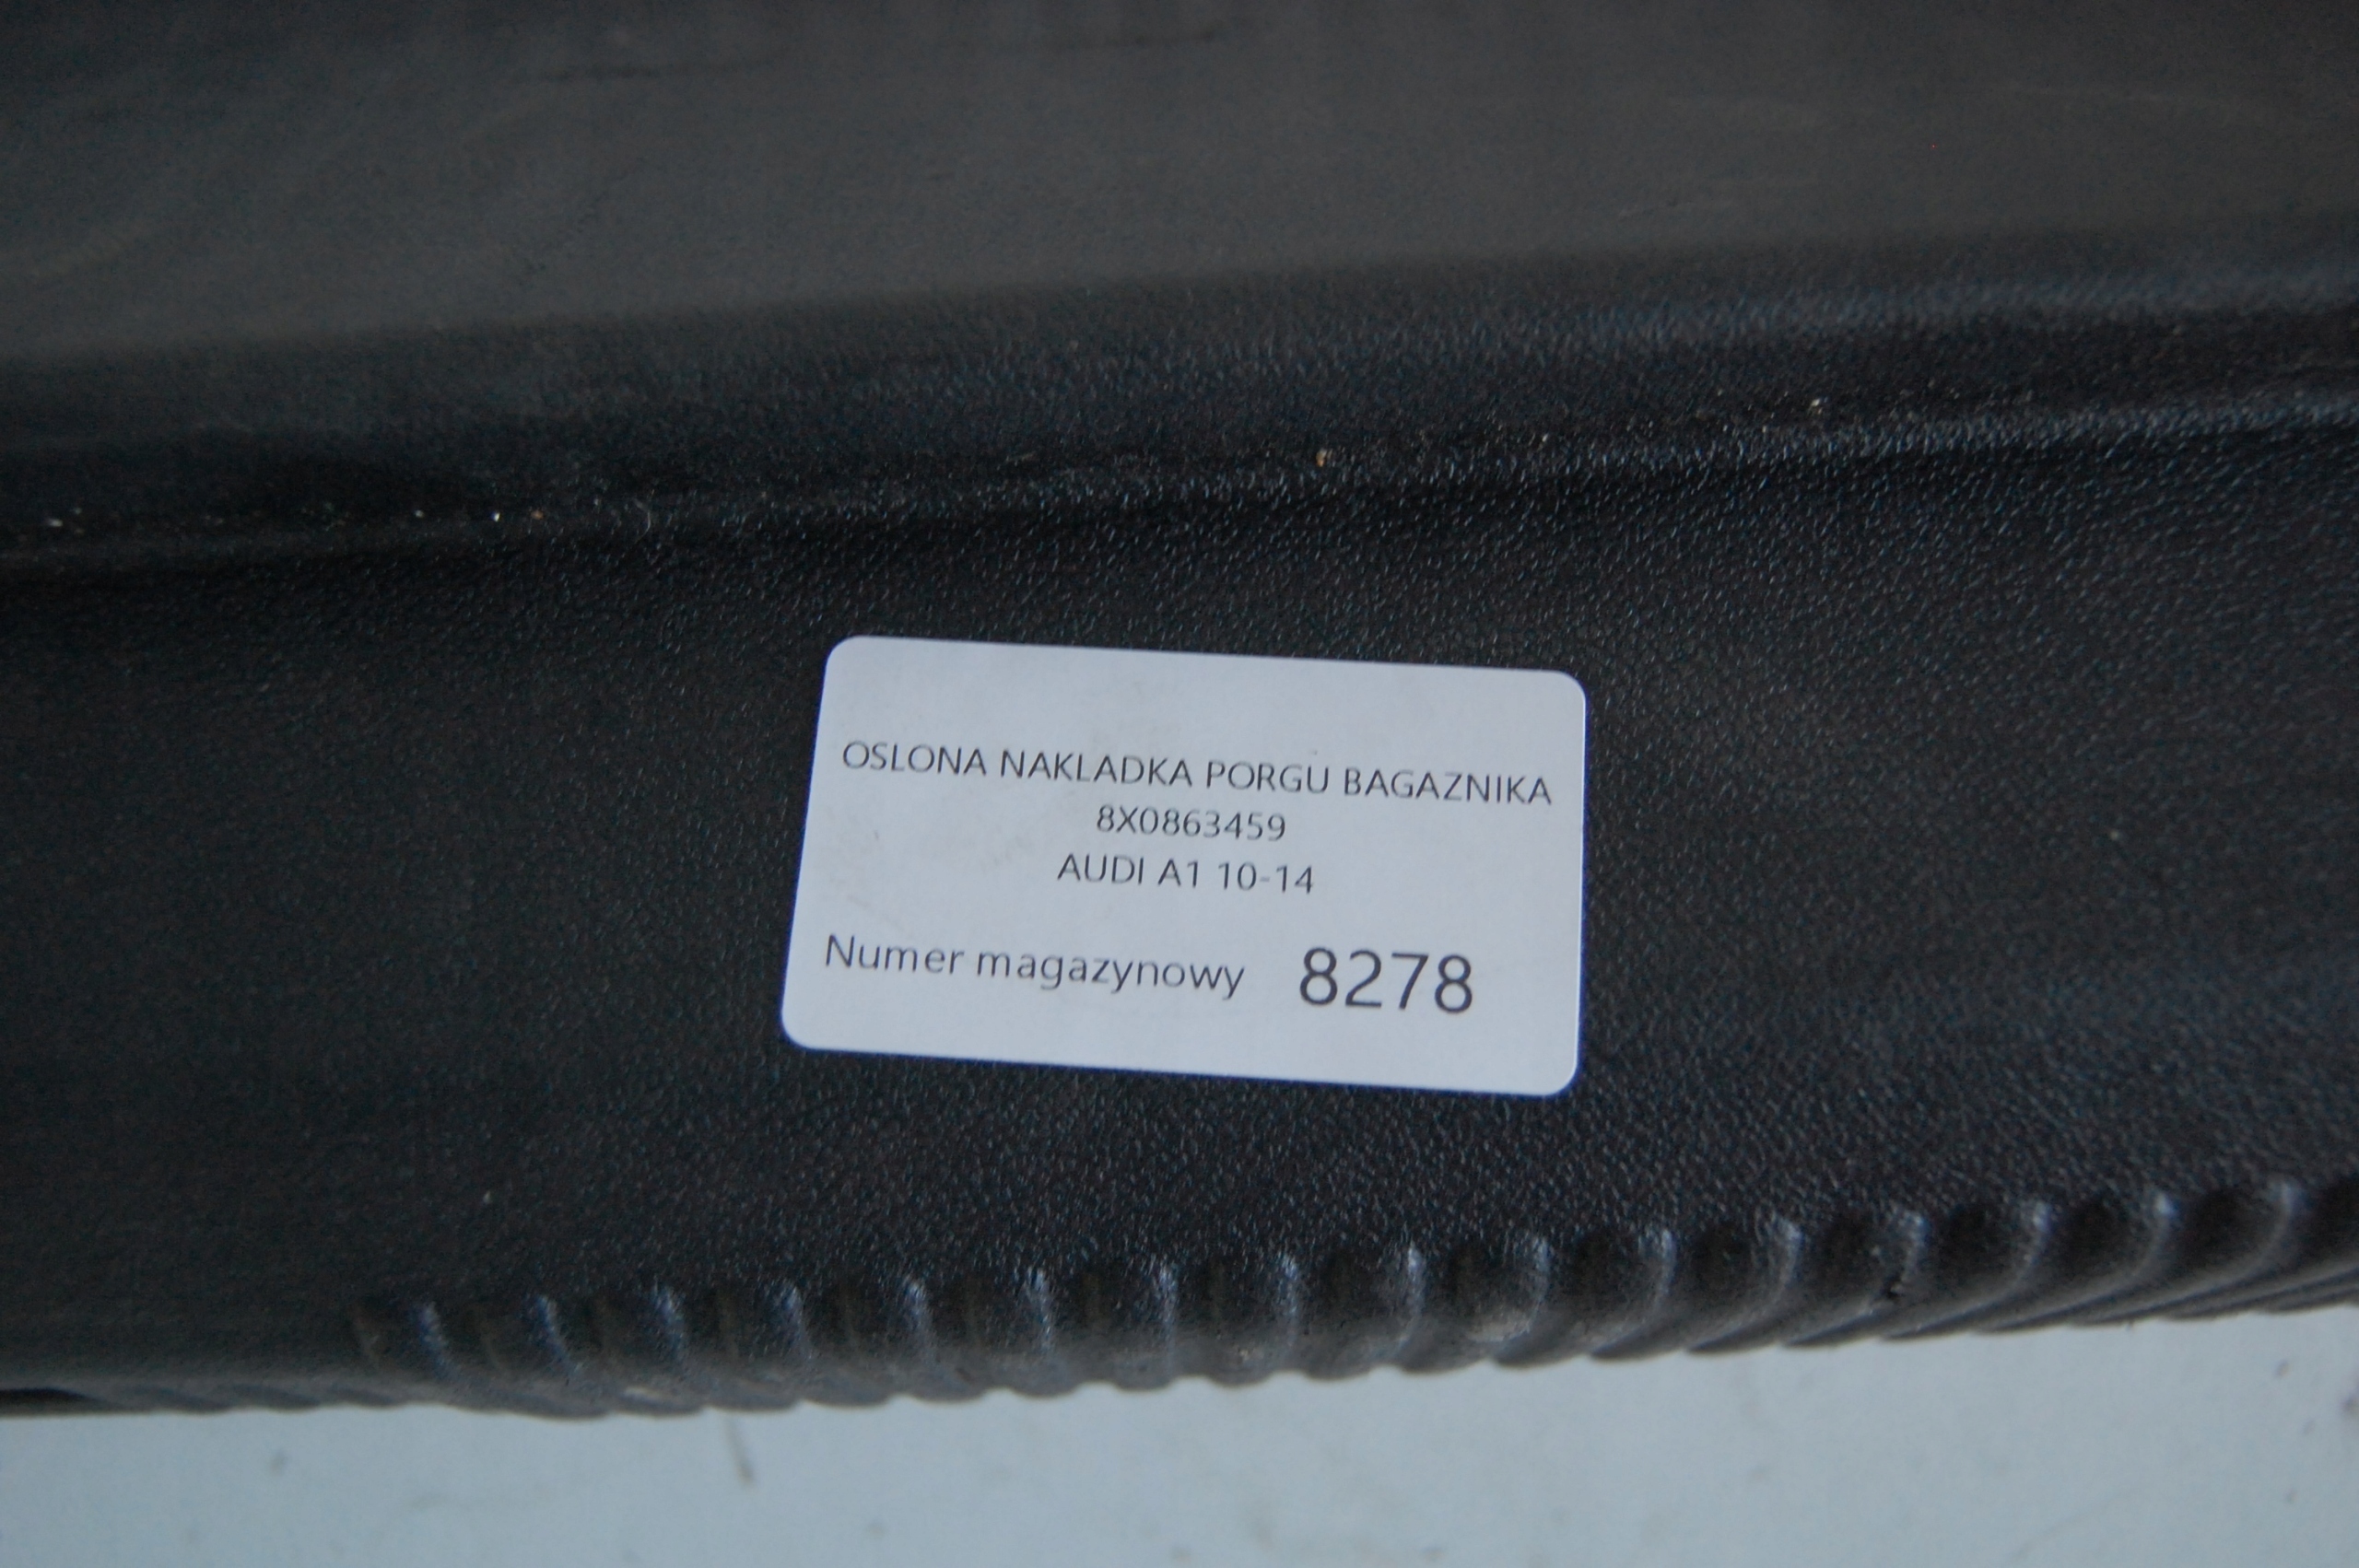 OSLONA NAKLADKA PORGU BAGAZNIKA
8X0863459
AUDI A1 10-14
Numer magazynowy 8278